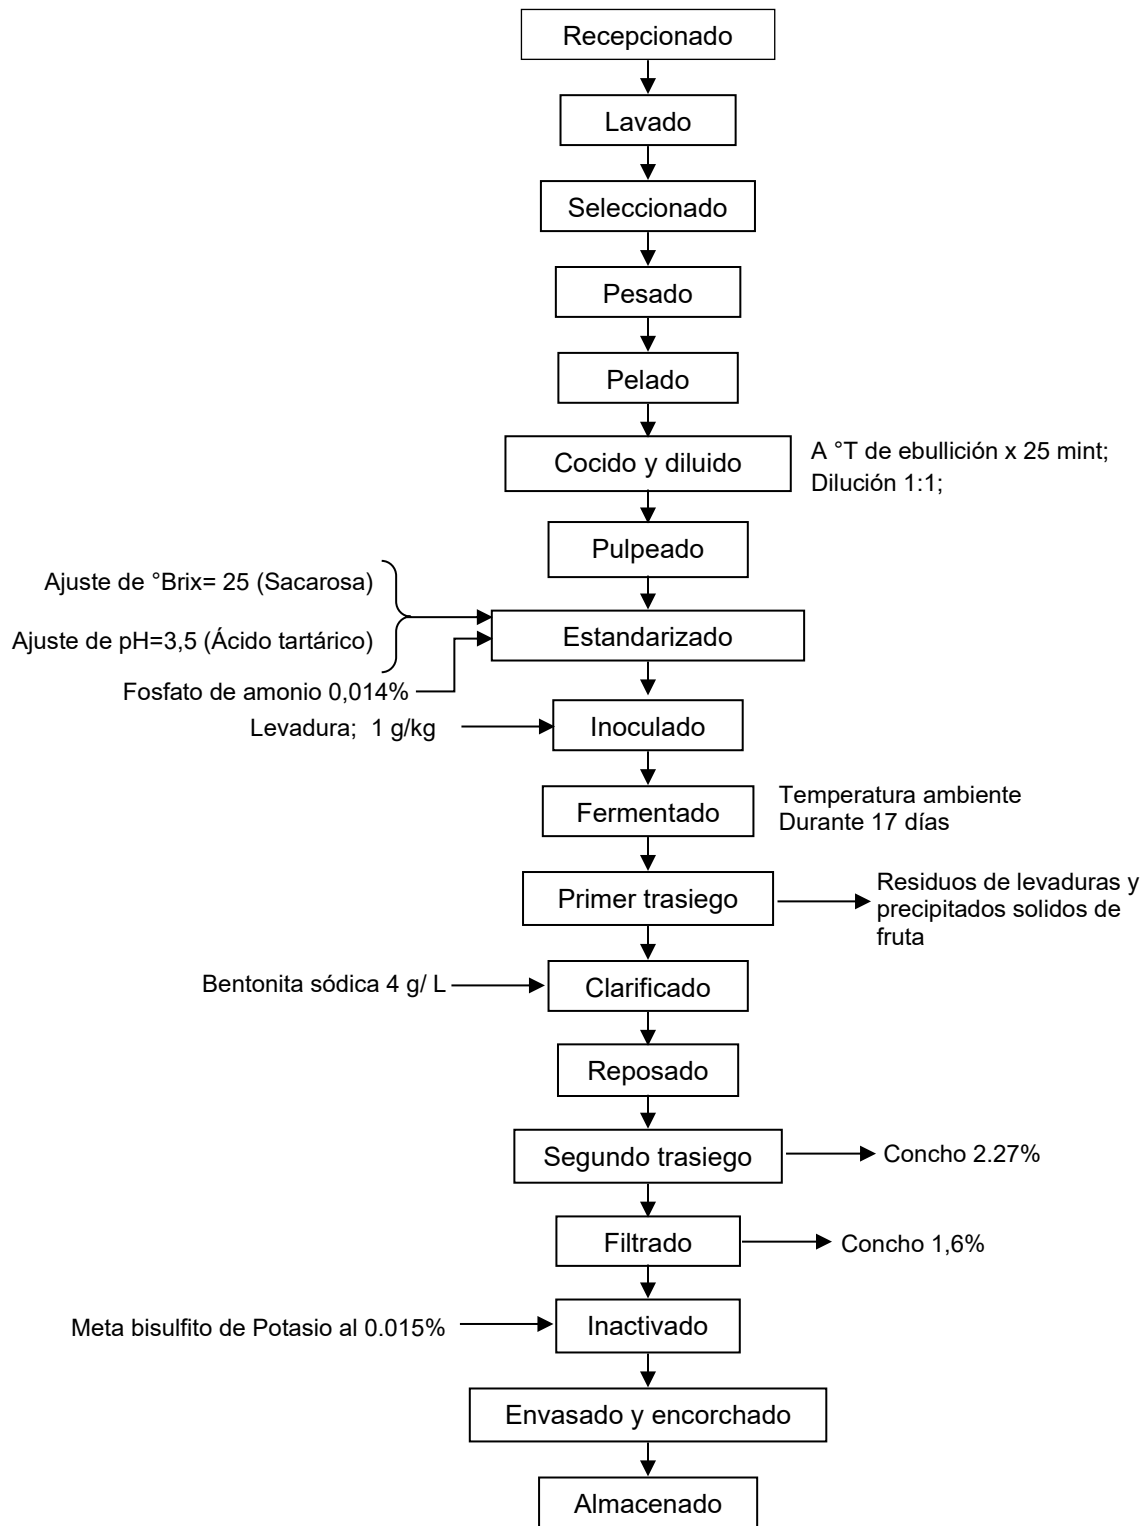 Recepcionado
Lavado
Seleccionado
Pesado
Pelado
Cocido y diluido
A °T de ebullición x 25 mint;
Dilución 1:1;
Pulpeado
Ajuste de °Brix= 25 (Sacarosa)
Ajuste de pH=3,5 (Ácido tartárico)
Estandarizado
Fosfato de amonio 0,014%
Levadura; 1 g/kg
Inoculado
Fermentado
Temperatura ambiente
Durante 17 días
Primer trasiego
Residuos de levaduras y
precipitados solidos de
fruta
Bentonita sódica 4 g/ L
Clarificado
Reposado
Segundo trasiego
Concho 2.27%
Filtrado
Concho 1,6%
Meta bisulfito de Potasio al 0.015%
Inactivado
Envasado y encorchado
Almacenado